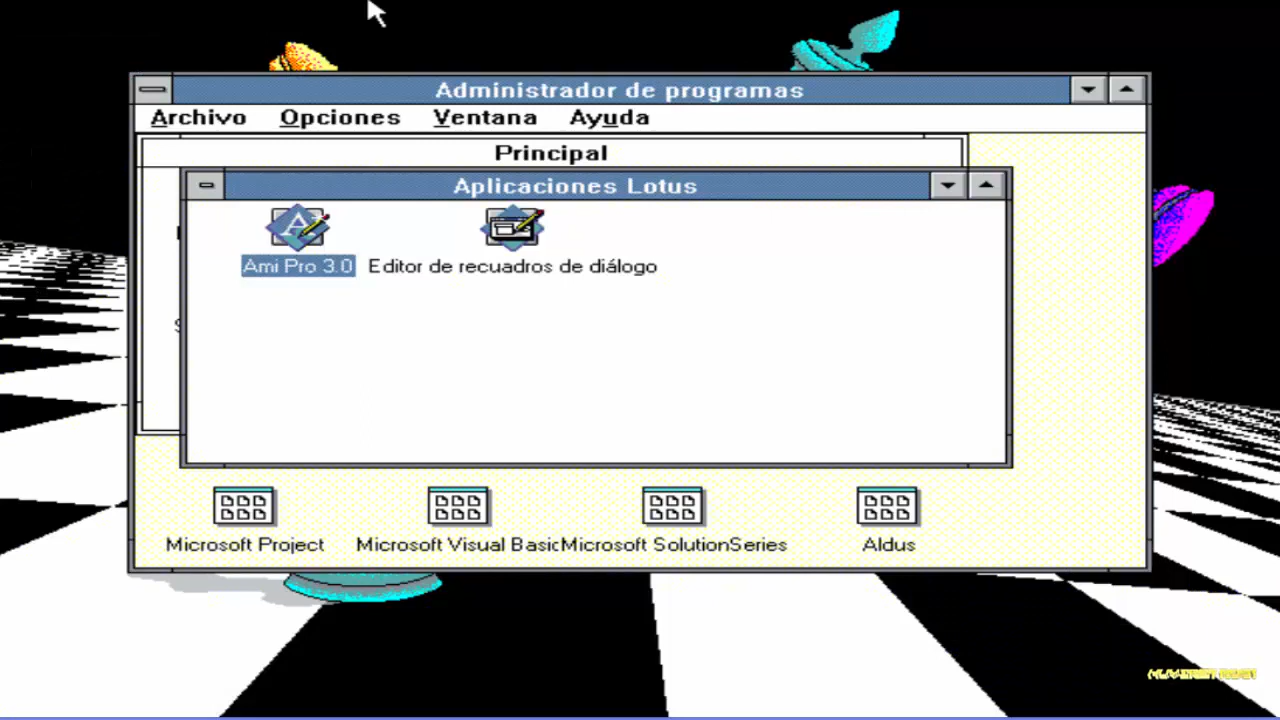 Administrador de programas
Archivo Opciones Ventana Ayuda
Principal
Aplicaciones Lotus
Ami Pro 3.0 Editor de recuadros de diálogo
Microsoft Project Microsoft Visual Basic Microsoft SolutionSeries Aldus